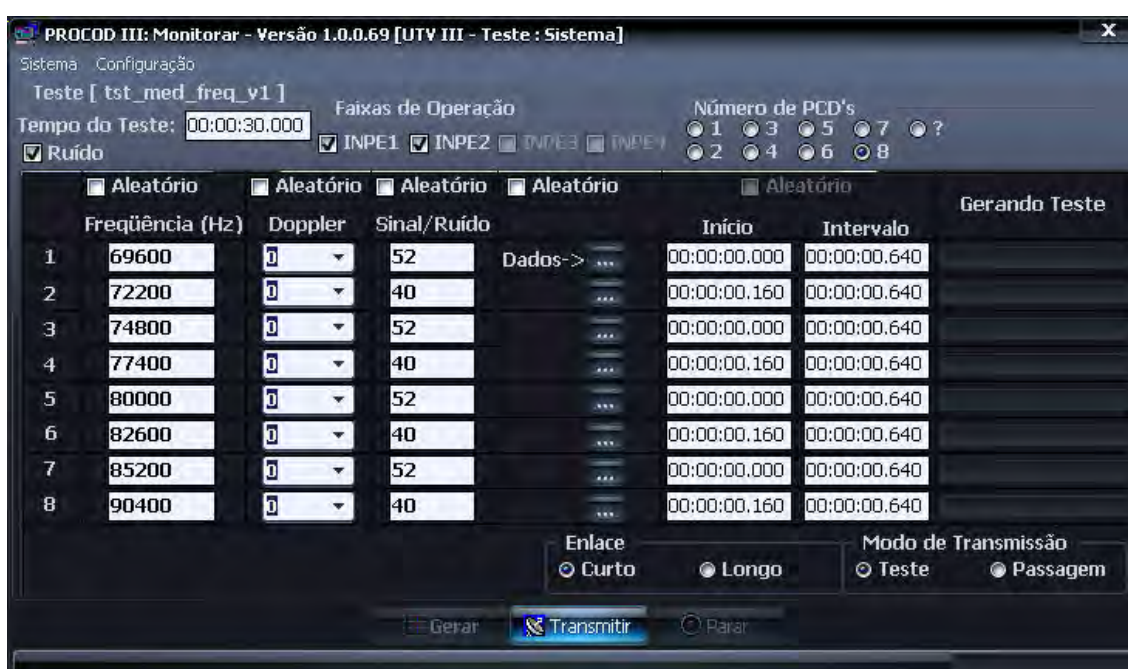 PROCOD III: Monitorar - Versão 1.0.0.69 [UTV III - Teste : Sistema] X
Sistema Configuração
Teste [ tst_med_freq_v1 ]
Faixas de Operação Número de PCD's
Tempo do Teste: 00:00:30.000
INPE1 INPE2 INPE3 INPE4
1 3 5 7 ?
Ruído
2 4 6 8
Aleatório Aleatório Aleatório Aleatório Aleatório
Gerando Teste
Freqüência (Hz) Doppler Sinal/Ruído Início Intervalo
1 69600 0 52 Dados-> ... 00:00:00.000 00:00:00.640
2 72200 0 40 ... 00:00:00.160 00:00:00.640
3 74800 0 52 ... 00:00:00.000 00:00:00.640
4 77400 0 40 ... 00:00:00.160 00:00:00.640
5 80000 0 52 ... 00:00:00.000 00:00:00.640
6 82600 0 40 ... 00:00:00.160 00:00:00.640
7 85200 0 52 ... 00:00:00.000 00:00:00.640
8 90400 0 40 ... 00:00:00.160 00:00:00.640
Enlace Modo de Transmissão
Curto Longo Teste Passagem
Gerar Transmitir Parar